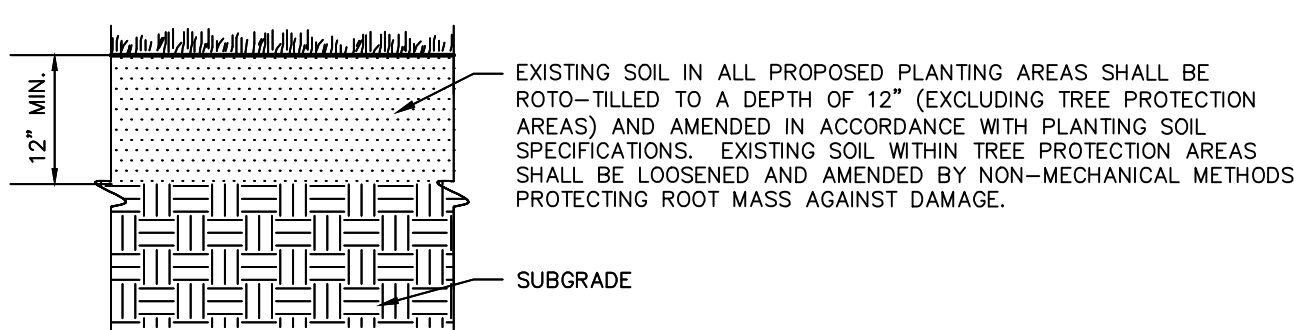 12” MIN.
EXISTING SOIL IN ALL PROPOSED PLANTING AREAS SHALL BE
ROTO-TILLED TO A DEPTH OF 12” (EXCLUDING TREE PROTECTION
AREAS) AND AMENDED IN ACCORDANCE WITH PLANTING SOIL
SPECIFICATIONS. EXISTING SOIL WITHIN TREE PROTECTION AREAS
SHALL BE LOOSENED AND AMENDED BY NON-MECHANICAL METHODS
PROTECTING ROOT MASS AGAINST DAMAGE.
SUBGRADE